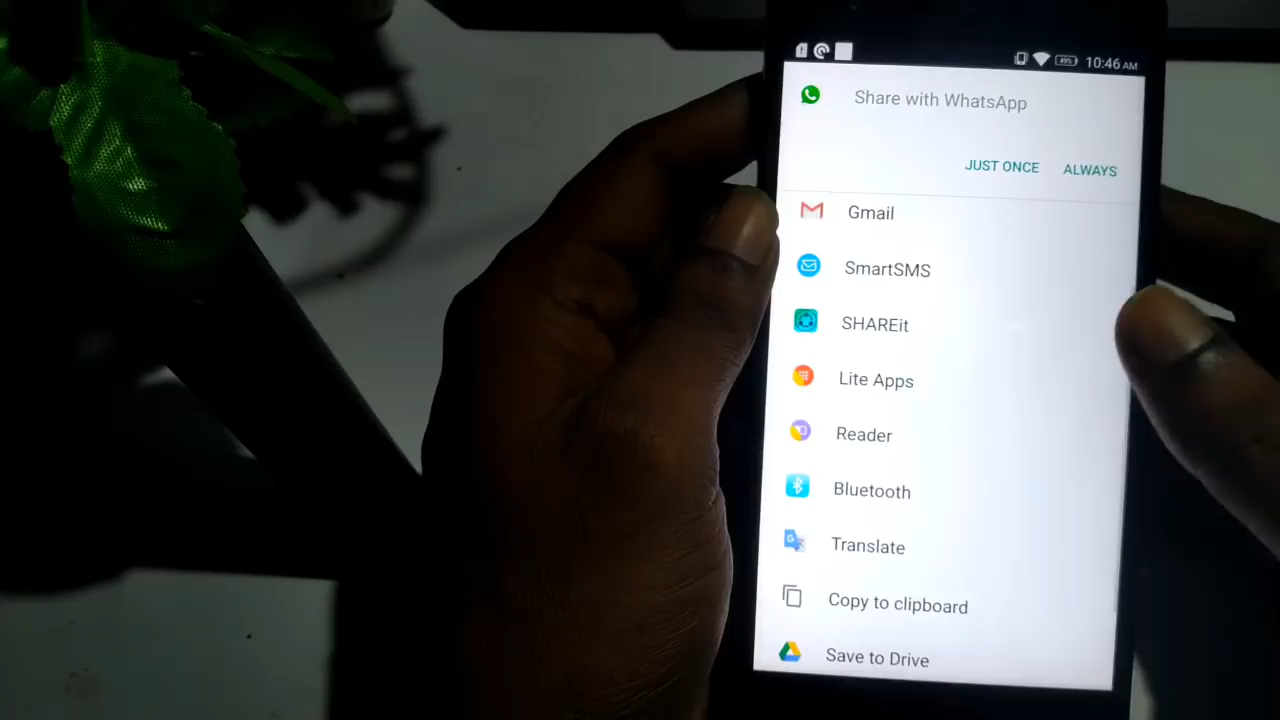 49%
10:46 AM
Share with WhatsApp
JUST ONCE ALWAYS
Gmail
SmartSMS
SHAREit
Lite Apps
Reader
Bluetooth
Translate
Copy to clipboard
Save to Drive